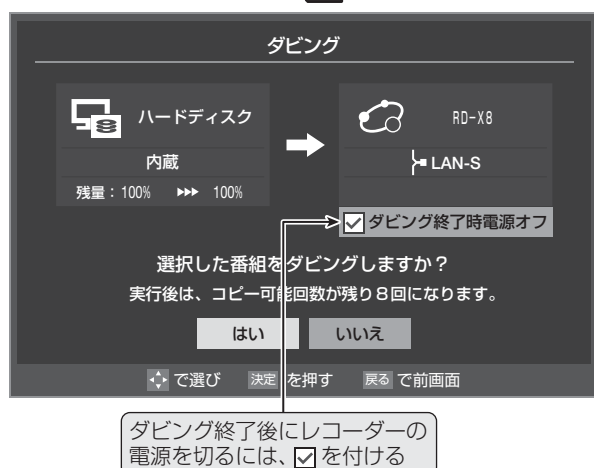 ダビング
ハードディスク
内蔵
残量：100% ▶▶▶ 100%
RD-X8
LAN-S
☑ダビング終了時電源オフ
選択した番組をダビングしますか？
実行後は、コピー可能回数が残り8回になります。
はい いいえ
で選び 決定 を押す 戻る で前画面
ダビング終了後にレコーダーの
電源を切るには、☑を付ける